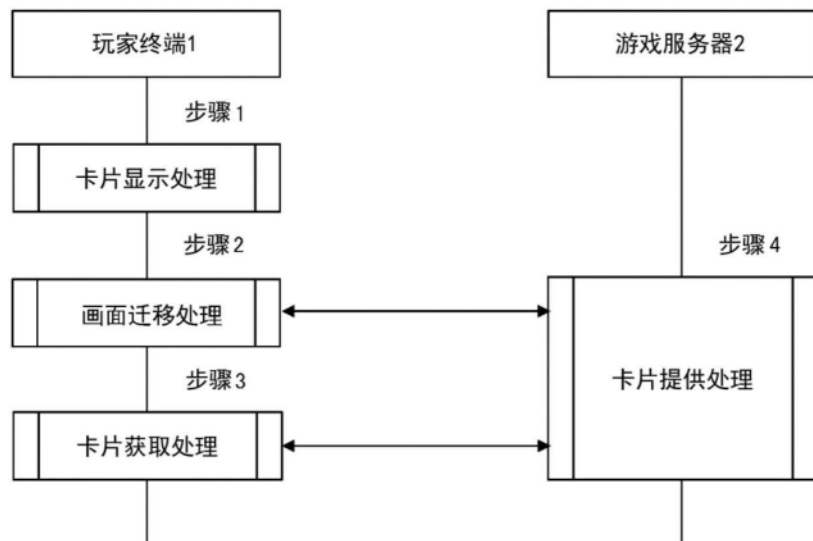 玩家终端1
游戏服务器2
步骤1
卡片显示处理
步骤2
步骤4
画面迁移处理
卡片提供处理
步骤3
卡片获取处理